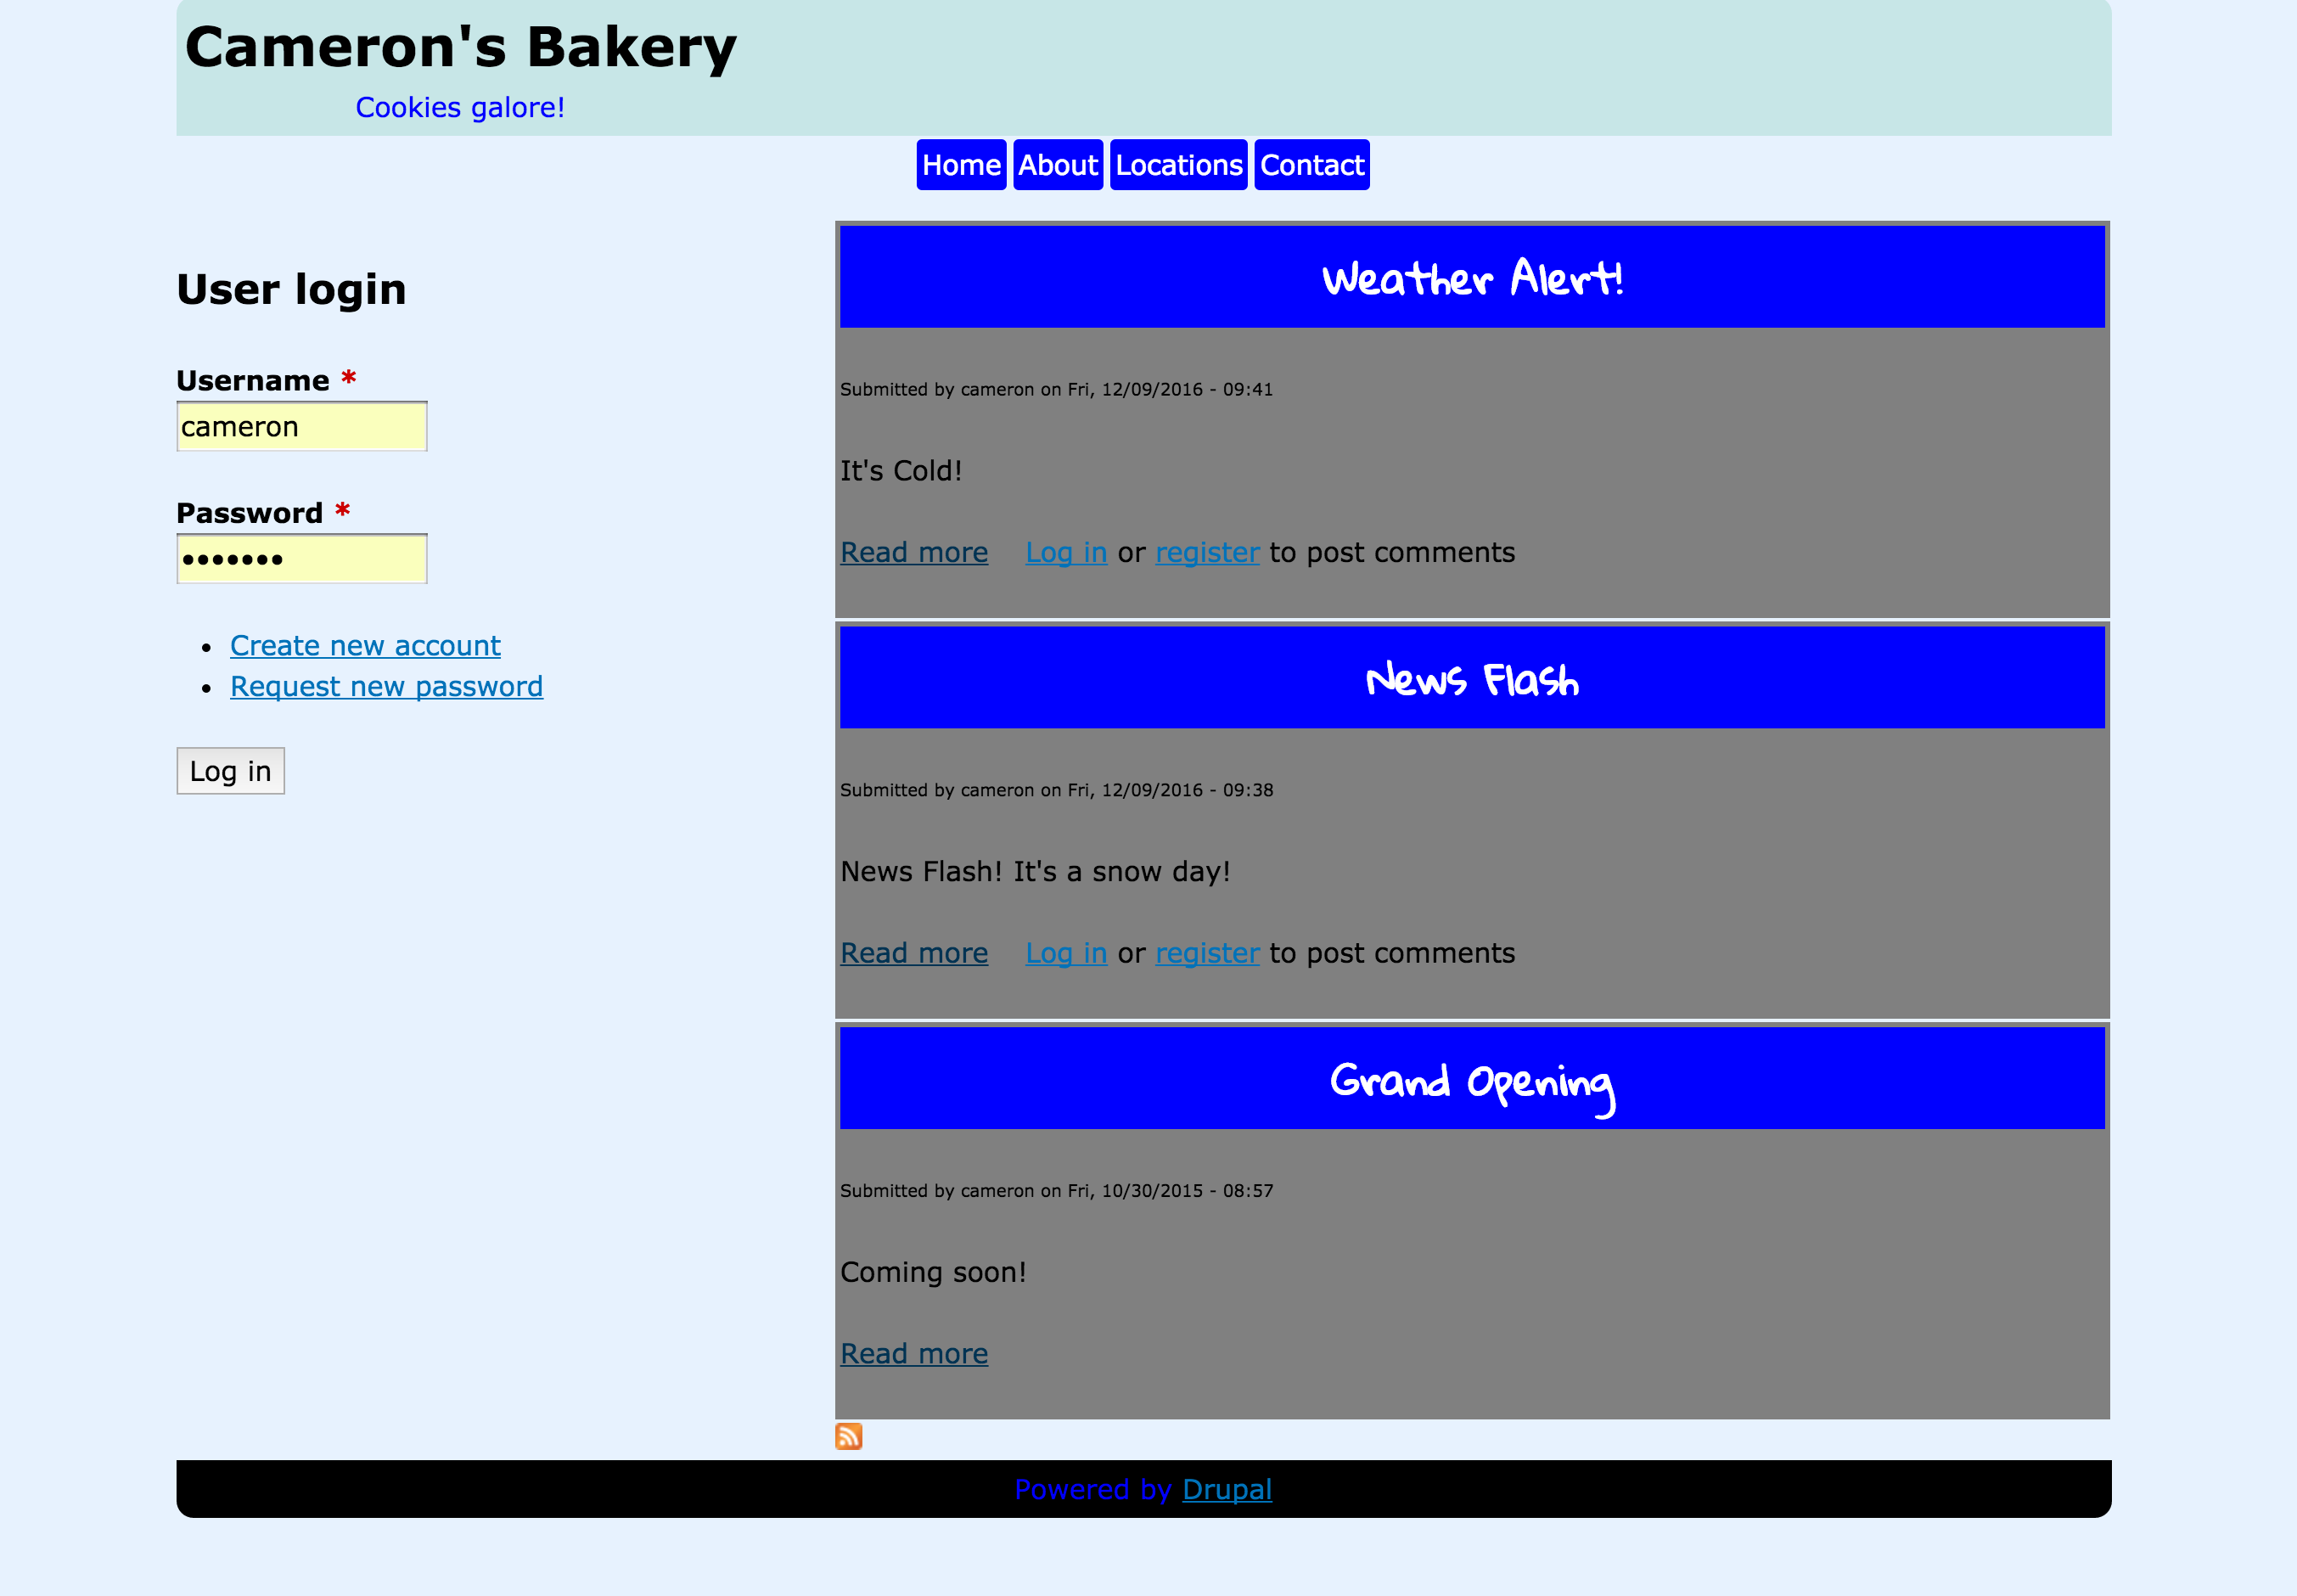 Cameron's Bakery
Cookies galore!
Home About Locations Contact
User login
Username *
cameron
Password *
•••••••
Create new account
Request new password
Log in
Weather Alert!
Submitted by cameron on Fri, 12/09/2016 - 09:41
It's Cold!
Read more Log in or register to post comments
News Flash
Submitted by cameron on Fri, 12/09/2016 - 09:38
News Flash! It's a snow day!
Read more Log in or register to post comments
Grand Opening
Submitted by cameron on Fri, 10/30/2015 - 08:57
Coming soon!
Read more
Powered by Drupal